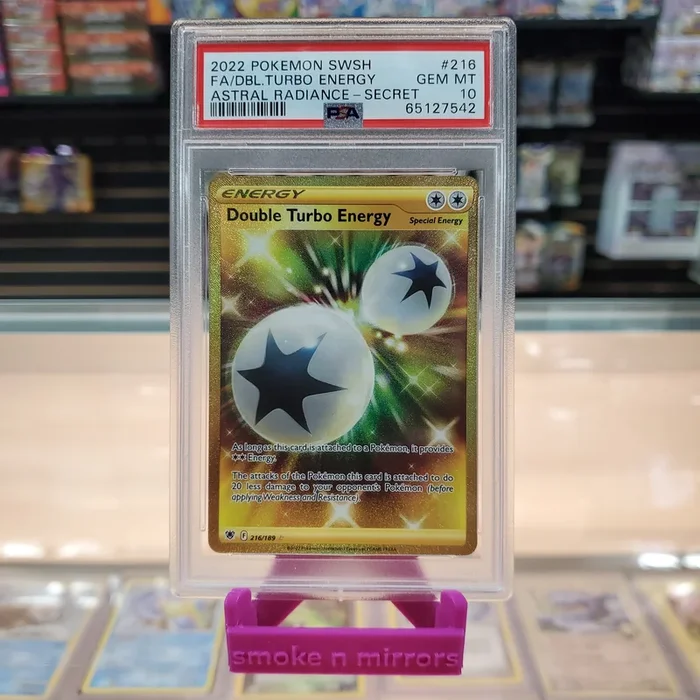 2022 POKEMON SWSH #216
FA/DBL.TURBO ENERGY GEM MT
ASTRAL RADIANCE - SECRET 10
PSA 65127542
ENERGY
Double Turbo Energy Special Energy
As long as this card is attached to a Pokémon, it provides
Energy.
The attacks of the Pokémon this card is attached to do
20 less damage to your opponent's Pokémon (before
applying Weakness and Resistance).
F 216/189
smoke n mirrors